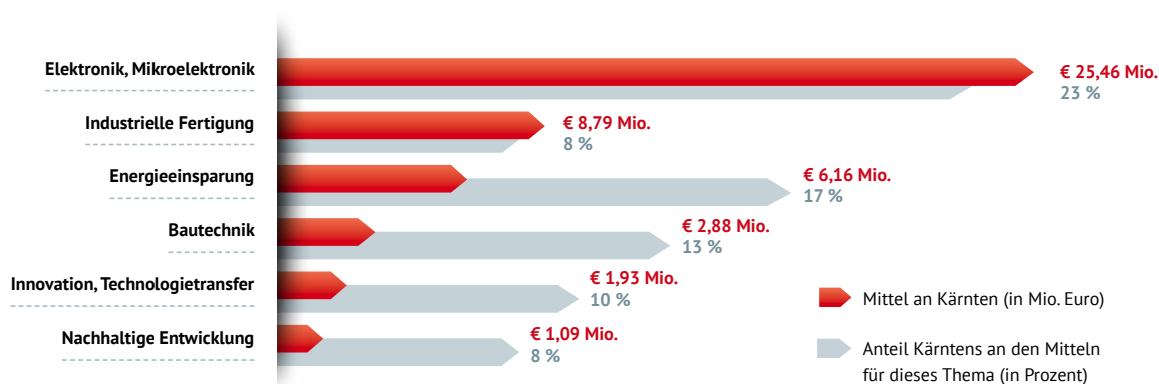 Elektronik, Mikroelektronik
€ 25,46 Mio.
23 %
Industrielle Fertigung
€ 8,79 Mio.
8 %
Energieeinsparung
€ 6,16 Mio.
17 %
Bautechnik
€ 2,88 Mio.
13 %
Innovation, Technologietransfer
€ 1,93 Mio.
10 %
Nachhaltige Entwicklung
€ 1,09 Mio.
8 %
Mittel an Kärnten (in Mio. Euro)
Anteil Kärntens an den Mitteln
für dieses Thema (in Prozent)